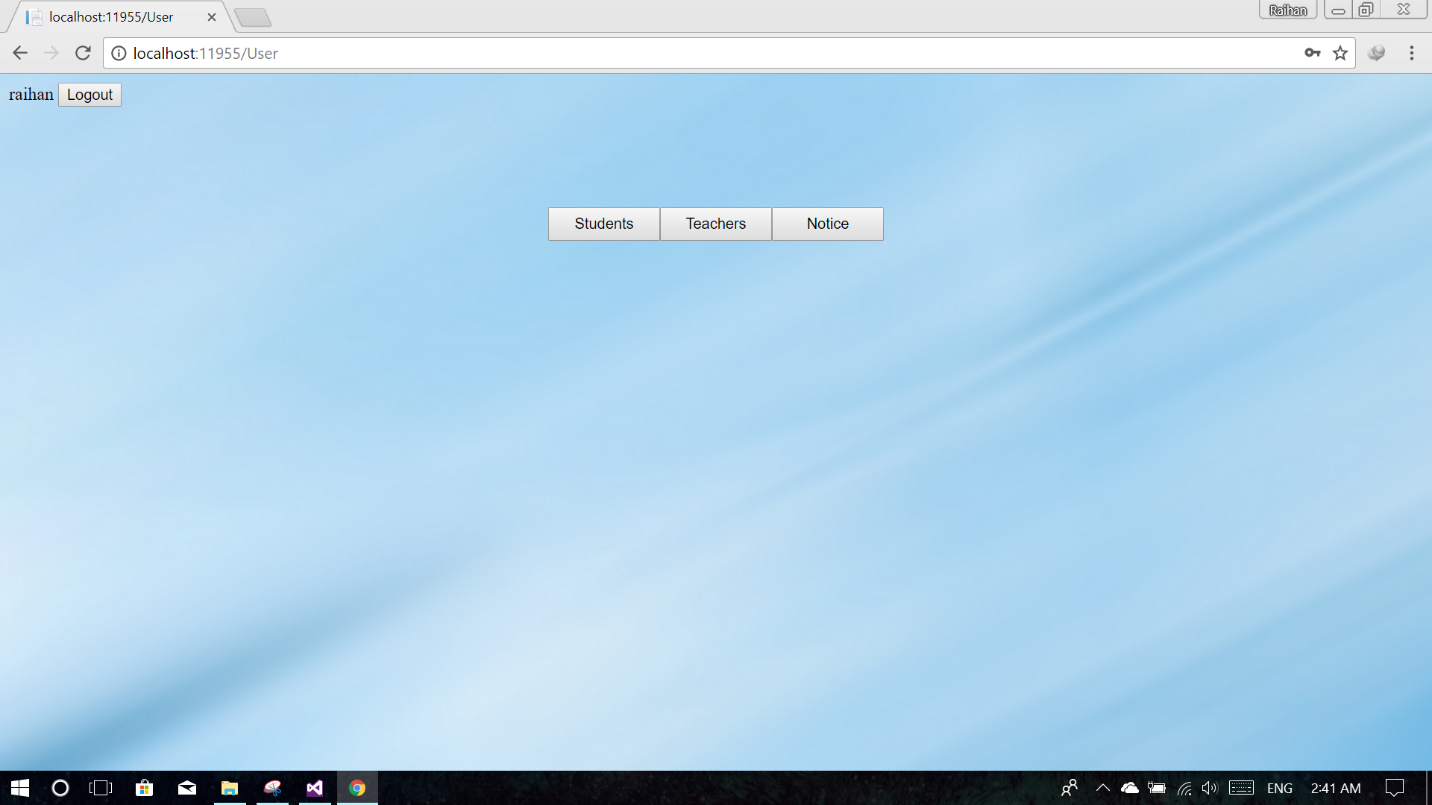 localhost:11955/User
Raihan
localhost:11955/User
raihan Logout
Students Teachers Notice
ENG 2:41 AM